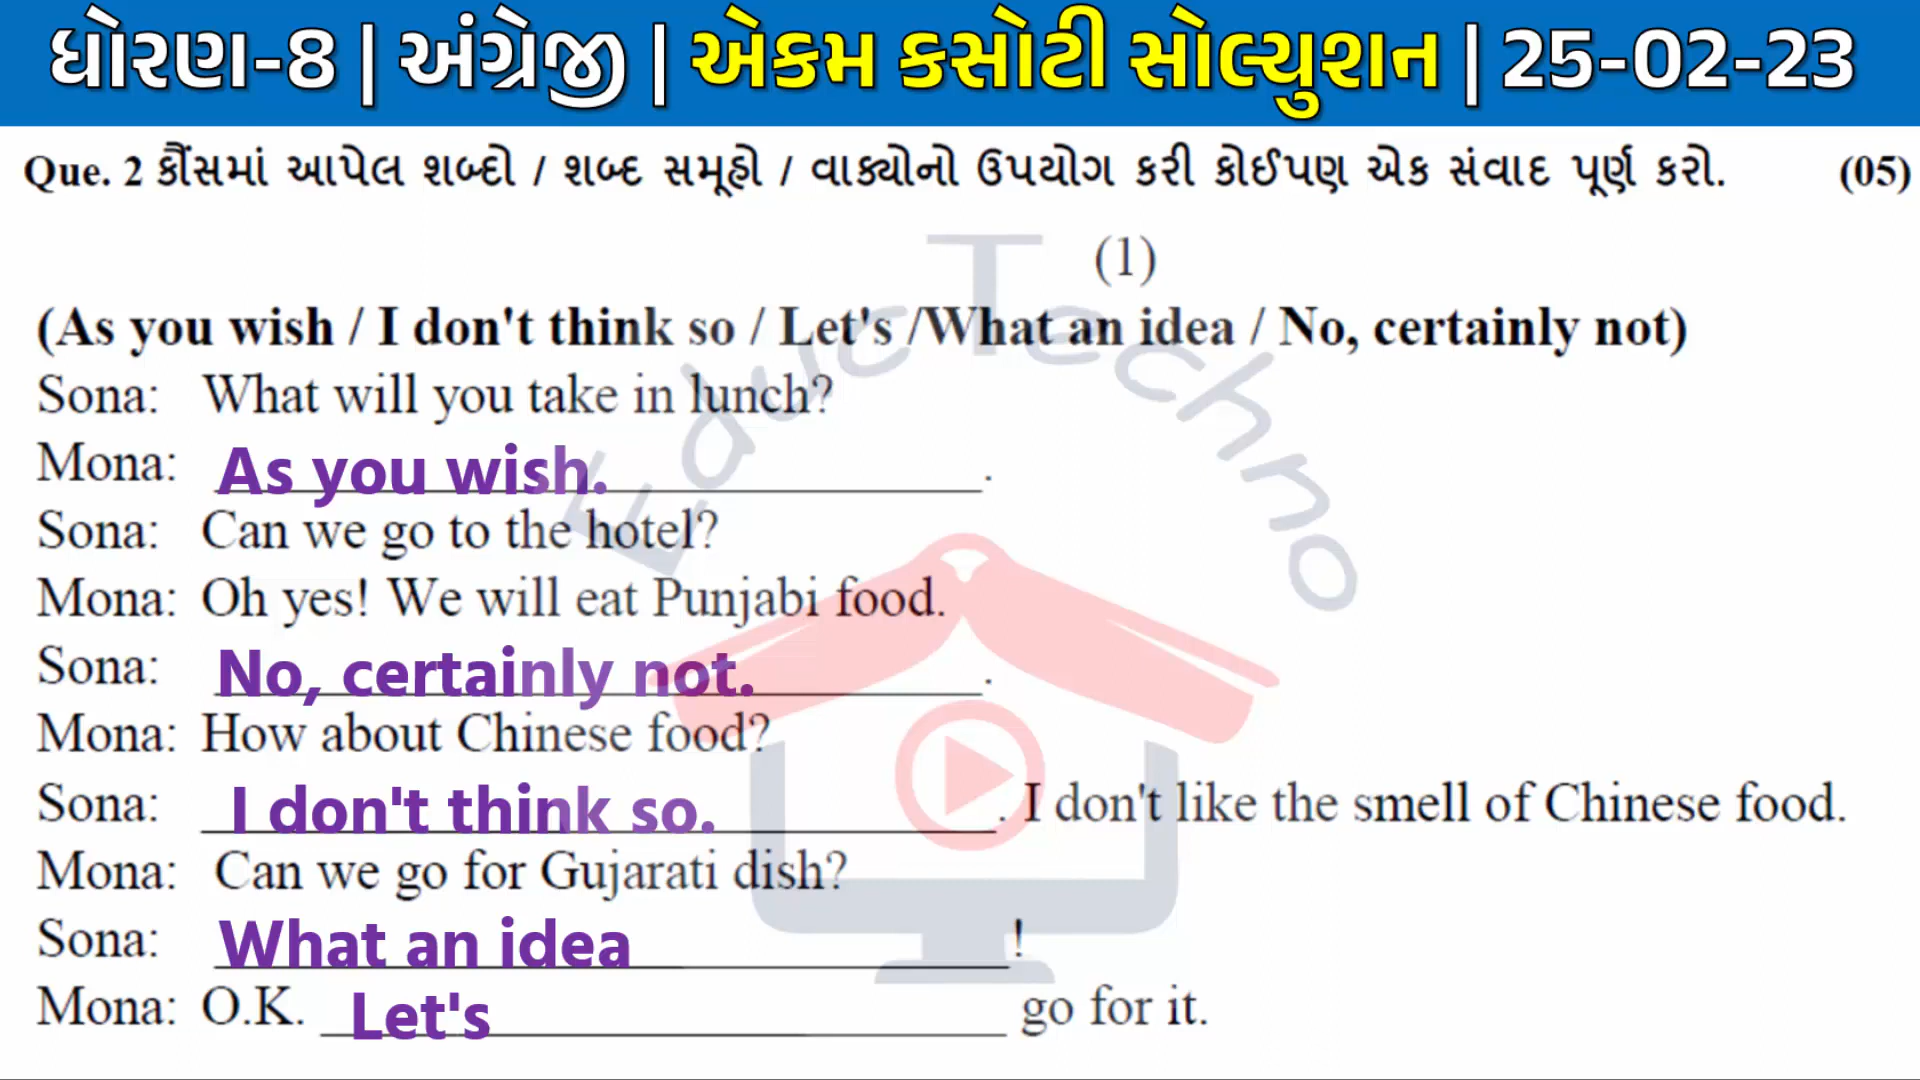 ધોરણ-8 | અંગ્રેજી | એકમ કસોટી સોલ્યુશન | 25-02-23
Que. 2 કૌંસમાં આપેલ શબ્દો / શબ્દ સમૂહો / વાક્યોનો ઉપયોગ કરી કોઈપણ એક સંવાદ પૂર્ણ કરો. (05)
(1)
(As you wish / I don't think so / Let's /What an idea / No, certainly not)
Sona: What will you take in lunch?
Mona: As you wish. .
Sona: Can we go to the hotel?
Mona: Oh yes! We will eat Punjabi food.
Sona: No, certainly not. .
Mona: How about Chinese food?
Sona: I don't think so. . I don't like the smell of Chinese food.
Mona: Can we go for Gujarati dish?
Sona: What an idea !
Mona: O.K. Let's go for it.
EducTechno